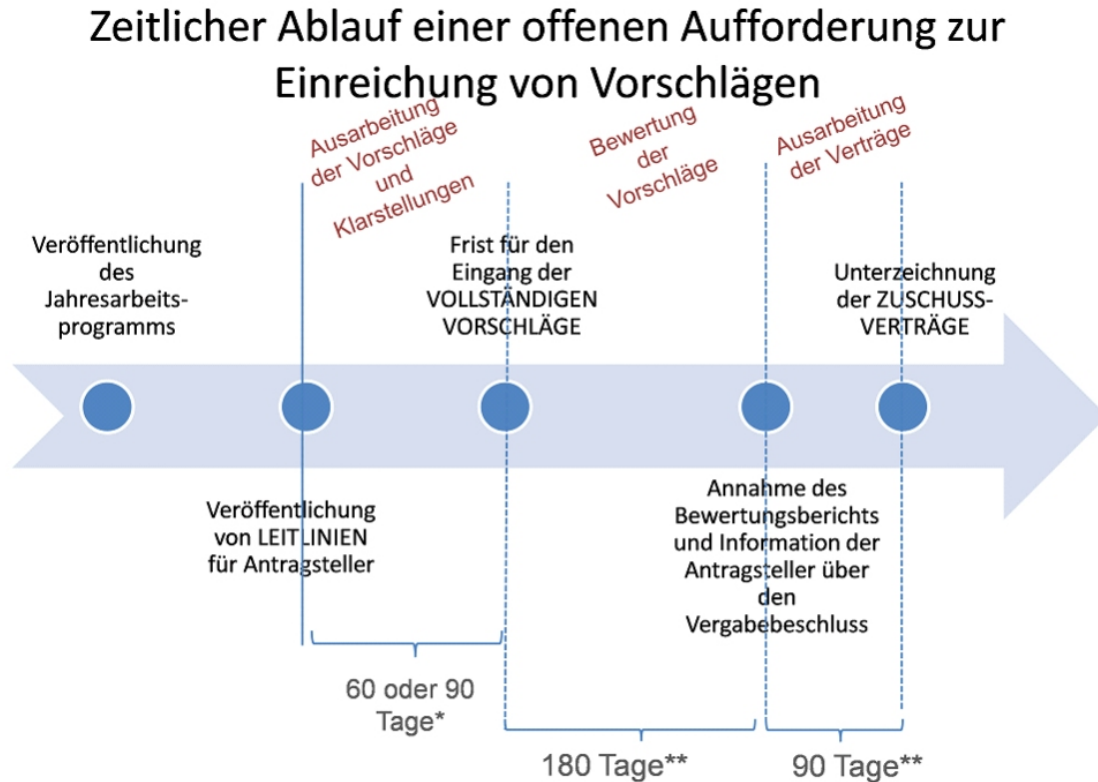 Zeitlicher Ablauf einer offenen Aufforderung zur
Einreichung von Vorschlägen
Ausarbeitung
der Vorschläge
und
Klarstellungen
Bewertung
der
Vorschläge
Ausarbeitung
der Verträge
Veröffentlichung
des
Jahresarbeits-
programms
Frist für den
Eingang der
VOLLSTÄNDIGEN
VORSCHLÄGE
Unterzeichnung
der ZUSCHUSS-
VERTRÄGE
Veröffentlichung
von LEITLINIEN
für Antragsteller
Annahme des
Bewertungsberichts
und Information der
Antragsteller über
den
Vergabebeschluss
60 oder 90
Tage*
180 Tage**
90 Tage**